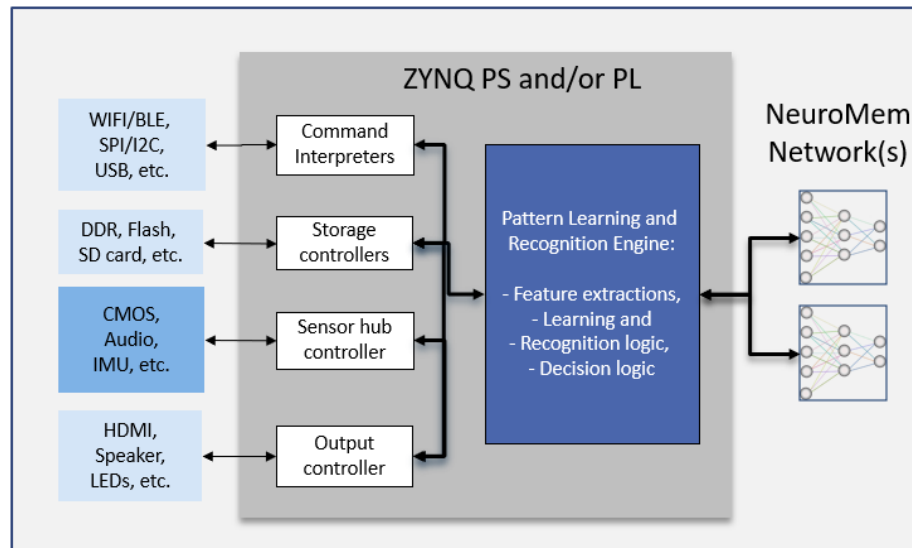 ZYNQ PS and/or PL
WIFI/BLE,
SPI/I2C,
USB, etc.
Command
Interpreters
DDR, Flash,
SD card, etc.
Storage
controllers
CMOS,
Audio,
IMU, etc.
Sensor hub
controller
HDMI,
Speaker,
LEDs, etc.
Output
controller
Pattern Learning and
Recognition Engine:
- Feature extractions,
- Learning and
- Recognition logic,
- Decision logic
NeuroMem
Network(s)